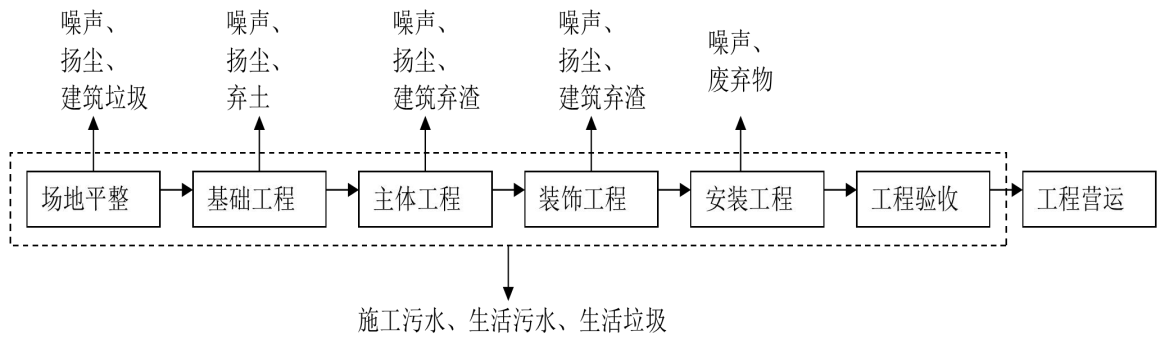 噪声、
扬尘、
建筑垃圾
噪声、
扬尘、
弃土
噪声、
扬尘、
建筑弃渣
噪声、
扬尘、
建筑弃渣
噪声、
废弃物
场地平整
基础工程
主体工程
装饰工程
安装工程
工程验收
工程营运
施工污水、生活污水、生活垃圾